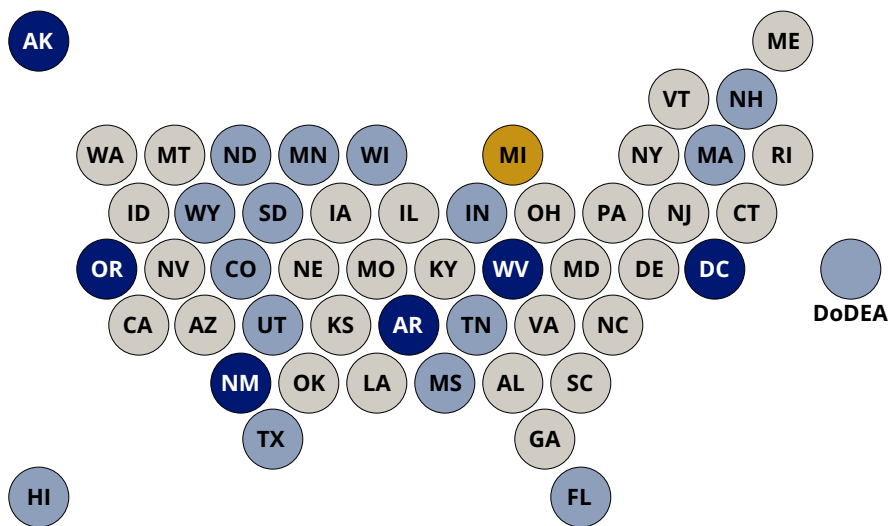 AK ME
VT NH
WA MT ND MN WI MI NY MA RI
ID WY SD IA IL IN OH PA NJ CT
OR NV CO NE MO KY WV MD DE DC
DoDEA
CA AZ UT KS AR TN VA NC
NM OK LA MS AL SC
TX GA
HI FL